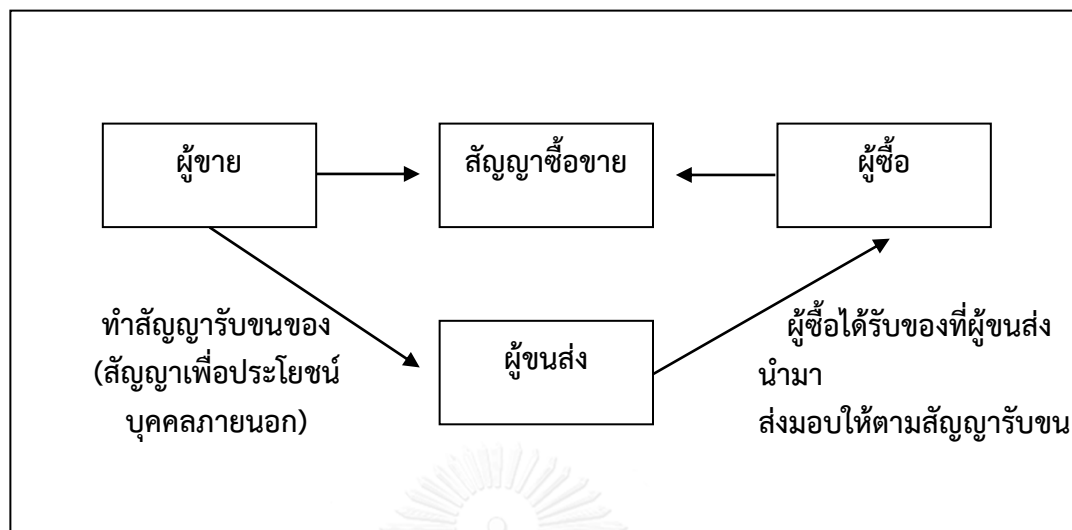 ผู้ขาย
สัญญาซื้อขาย
ผู้ซื้อ
ทำสัญญารับขนของ
(สัญญาเพื่อประโยชน์
บุคคลภายนอก)
ผู้ขนส่ง
ผู้ซื้อได้รับของที่ผู้ขนส่ง
นำมา
ส่งมอบให้ตามสัญญารับขน